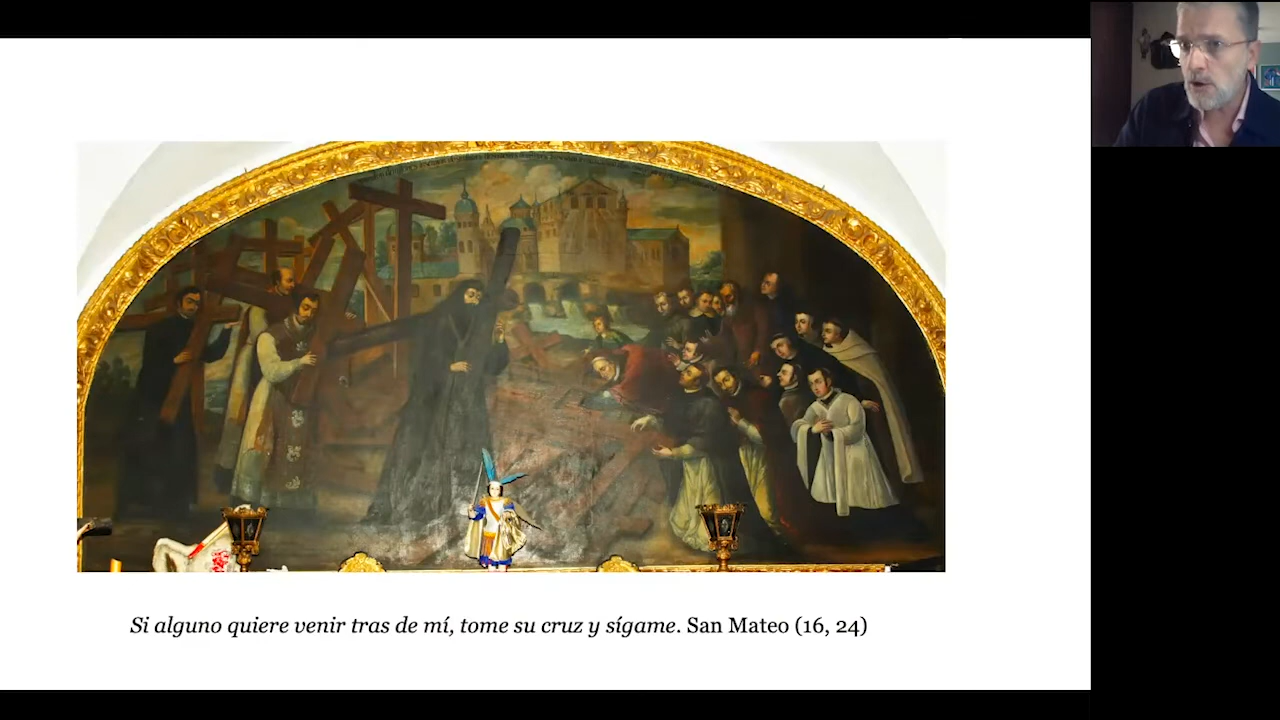 Si alguno quiere venir tras de mí, tome su cruz y sígame. San Mateo (16, 24)